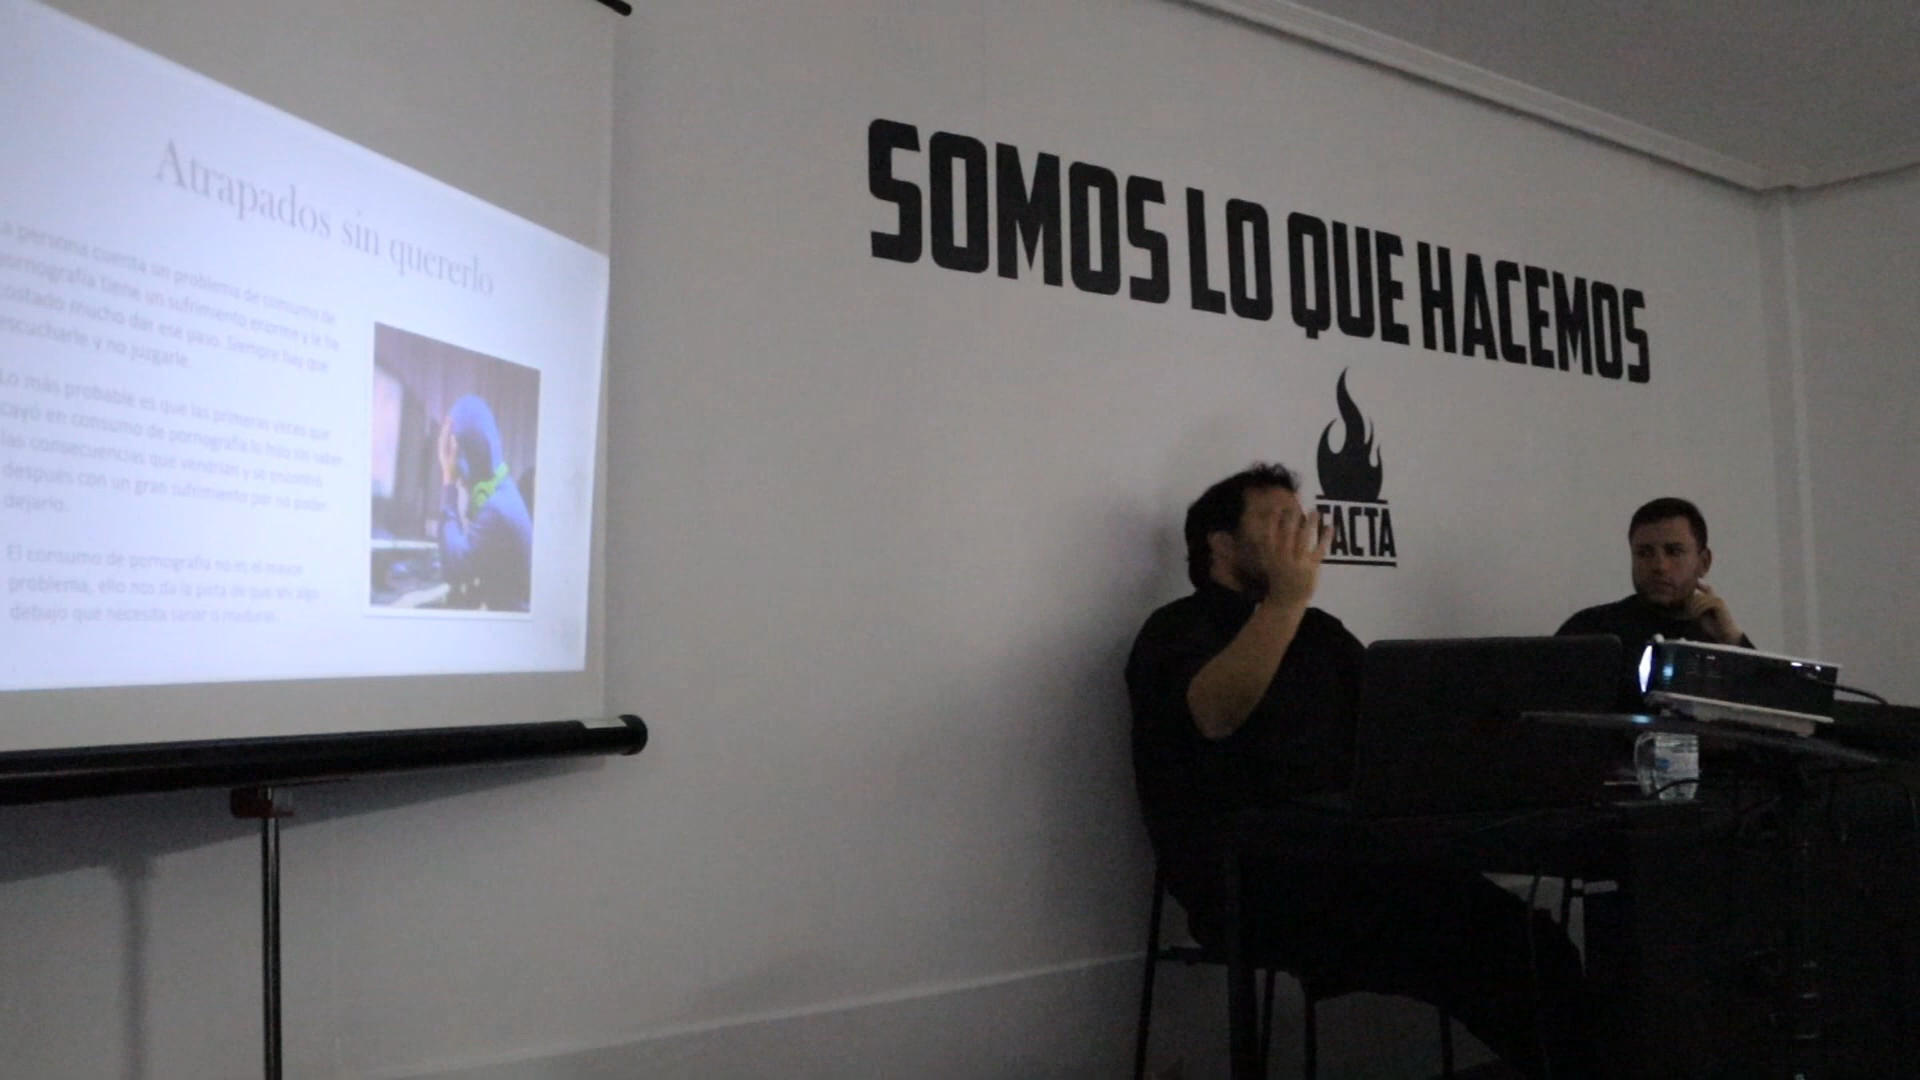 Atrapados sin quererlo
a persona cuenta un problema de consumo de
pornografía tiene un sufrimiento enorme y le ha
costado mucho dar ese paso. Siempre hay que
escucharle y no juzgarle.
Lo más probable es que las primeras veces que
cayó en consumo de pornografía lo hizo sin saber
las consecuencias que vendrían y se encontró
después con un gran sufrimiento por no poder
dejarlo.
El consumo de pornografía no es el mayor
problema, ello nos da la pista de que hay algo
debajo que necesita sanar o madurar.
SOMOS LO QUE HACEMOS
FACTA